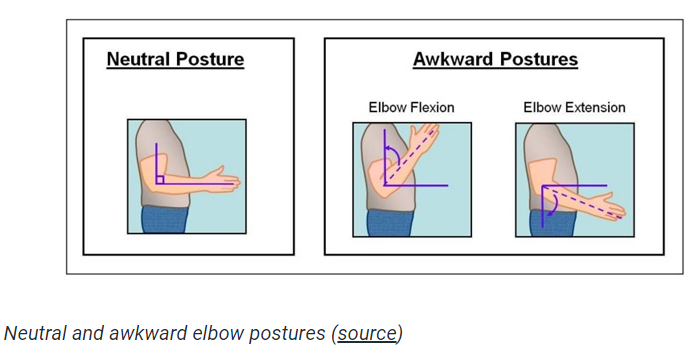 Neutral Posture
Awkward Postures
Elbow Flexion
Elbow Extension
Neutral and awkward elbow postures (source)